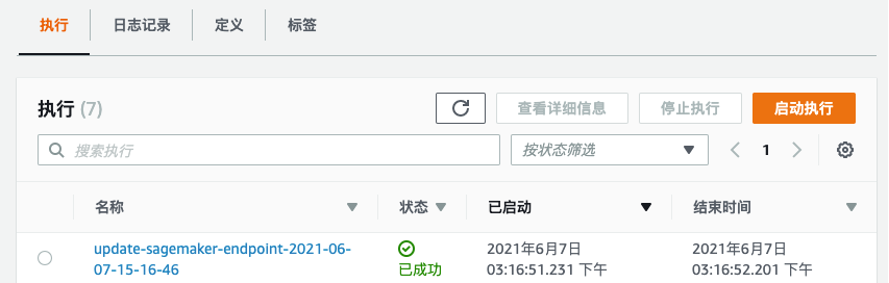 执行 日志记录 定义 标签
执行 (7) 查看详细信息 停止执行 启动执行
搜索执行 按状态筛选 1
名称 状态 已启动 结束时间
update-sagemaker-endpoint-2021-06- 2021年6月7日 2021年6月7日
07-15-16-46 已成功 03:16:51.231 下午 03:16:52.201 下午